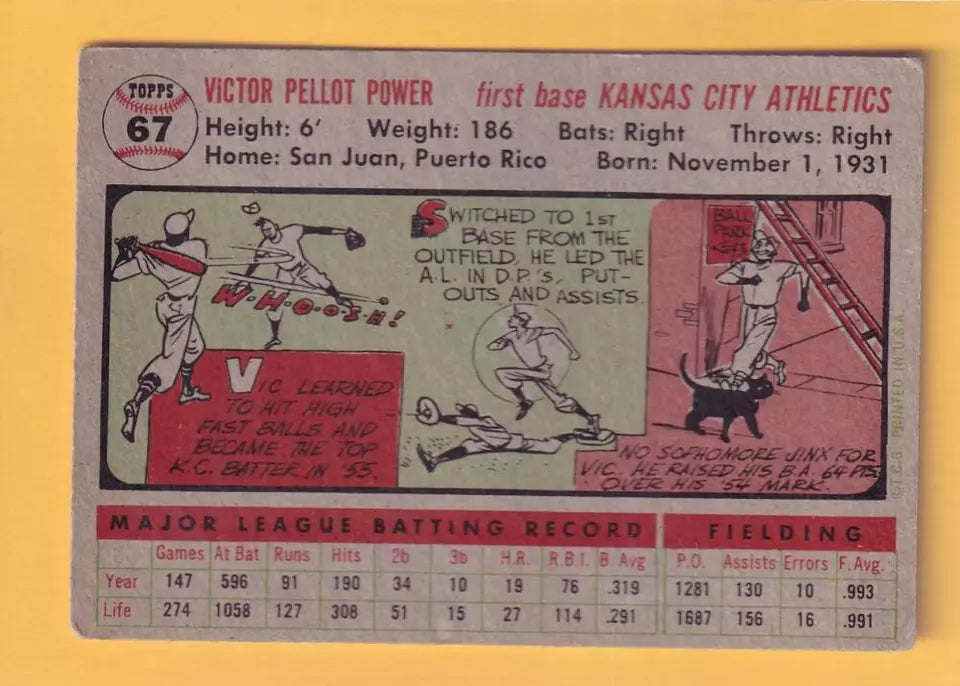 TOPPS
67
VICTOR PELLOT POWER first base KANSAS CITY ATHLETICS
Height: 6' Weight: 186 Bats: Right Throws: Right
Home: San Juan, Puerto Rico Born: November 1, 1931
W-H-O-O-S-H!
VIC LEARNED
TO HIT HIGH
FAST BALLS AND
BECAME THE TOP
K.C. BATTER IN '55.
SWITCHED TO 1ST
BASE FROM THE
OUTFIELD, HE LED THE
A.L. IN D.P.'S, PUT-
OUTS AND ASSISTS.
BALL
PARK
NO SOPHOMORE JINX FOR
VIC. HE RAISED HIS B.A. 64 PTS
OVER HIS '54 MARK.
©T.C.G. PRINTED IN U.S.A.
MAJOR LEAGUE BATTING RECORD FIELDING
Games At Bat Runs Hits 2b 3b H.R. R.B.I. B. Avg P.O. Assists Errors F. Avg.
Year 147 596 91 190 34 10 19 76 .319 1281 130 10 .993
Life 274 1058 127 308 51 15 27 114 .291 1687 156 16 .991